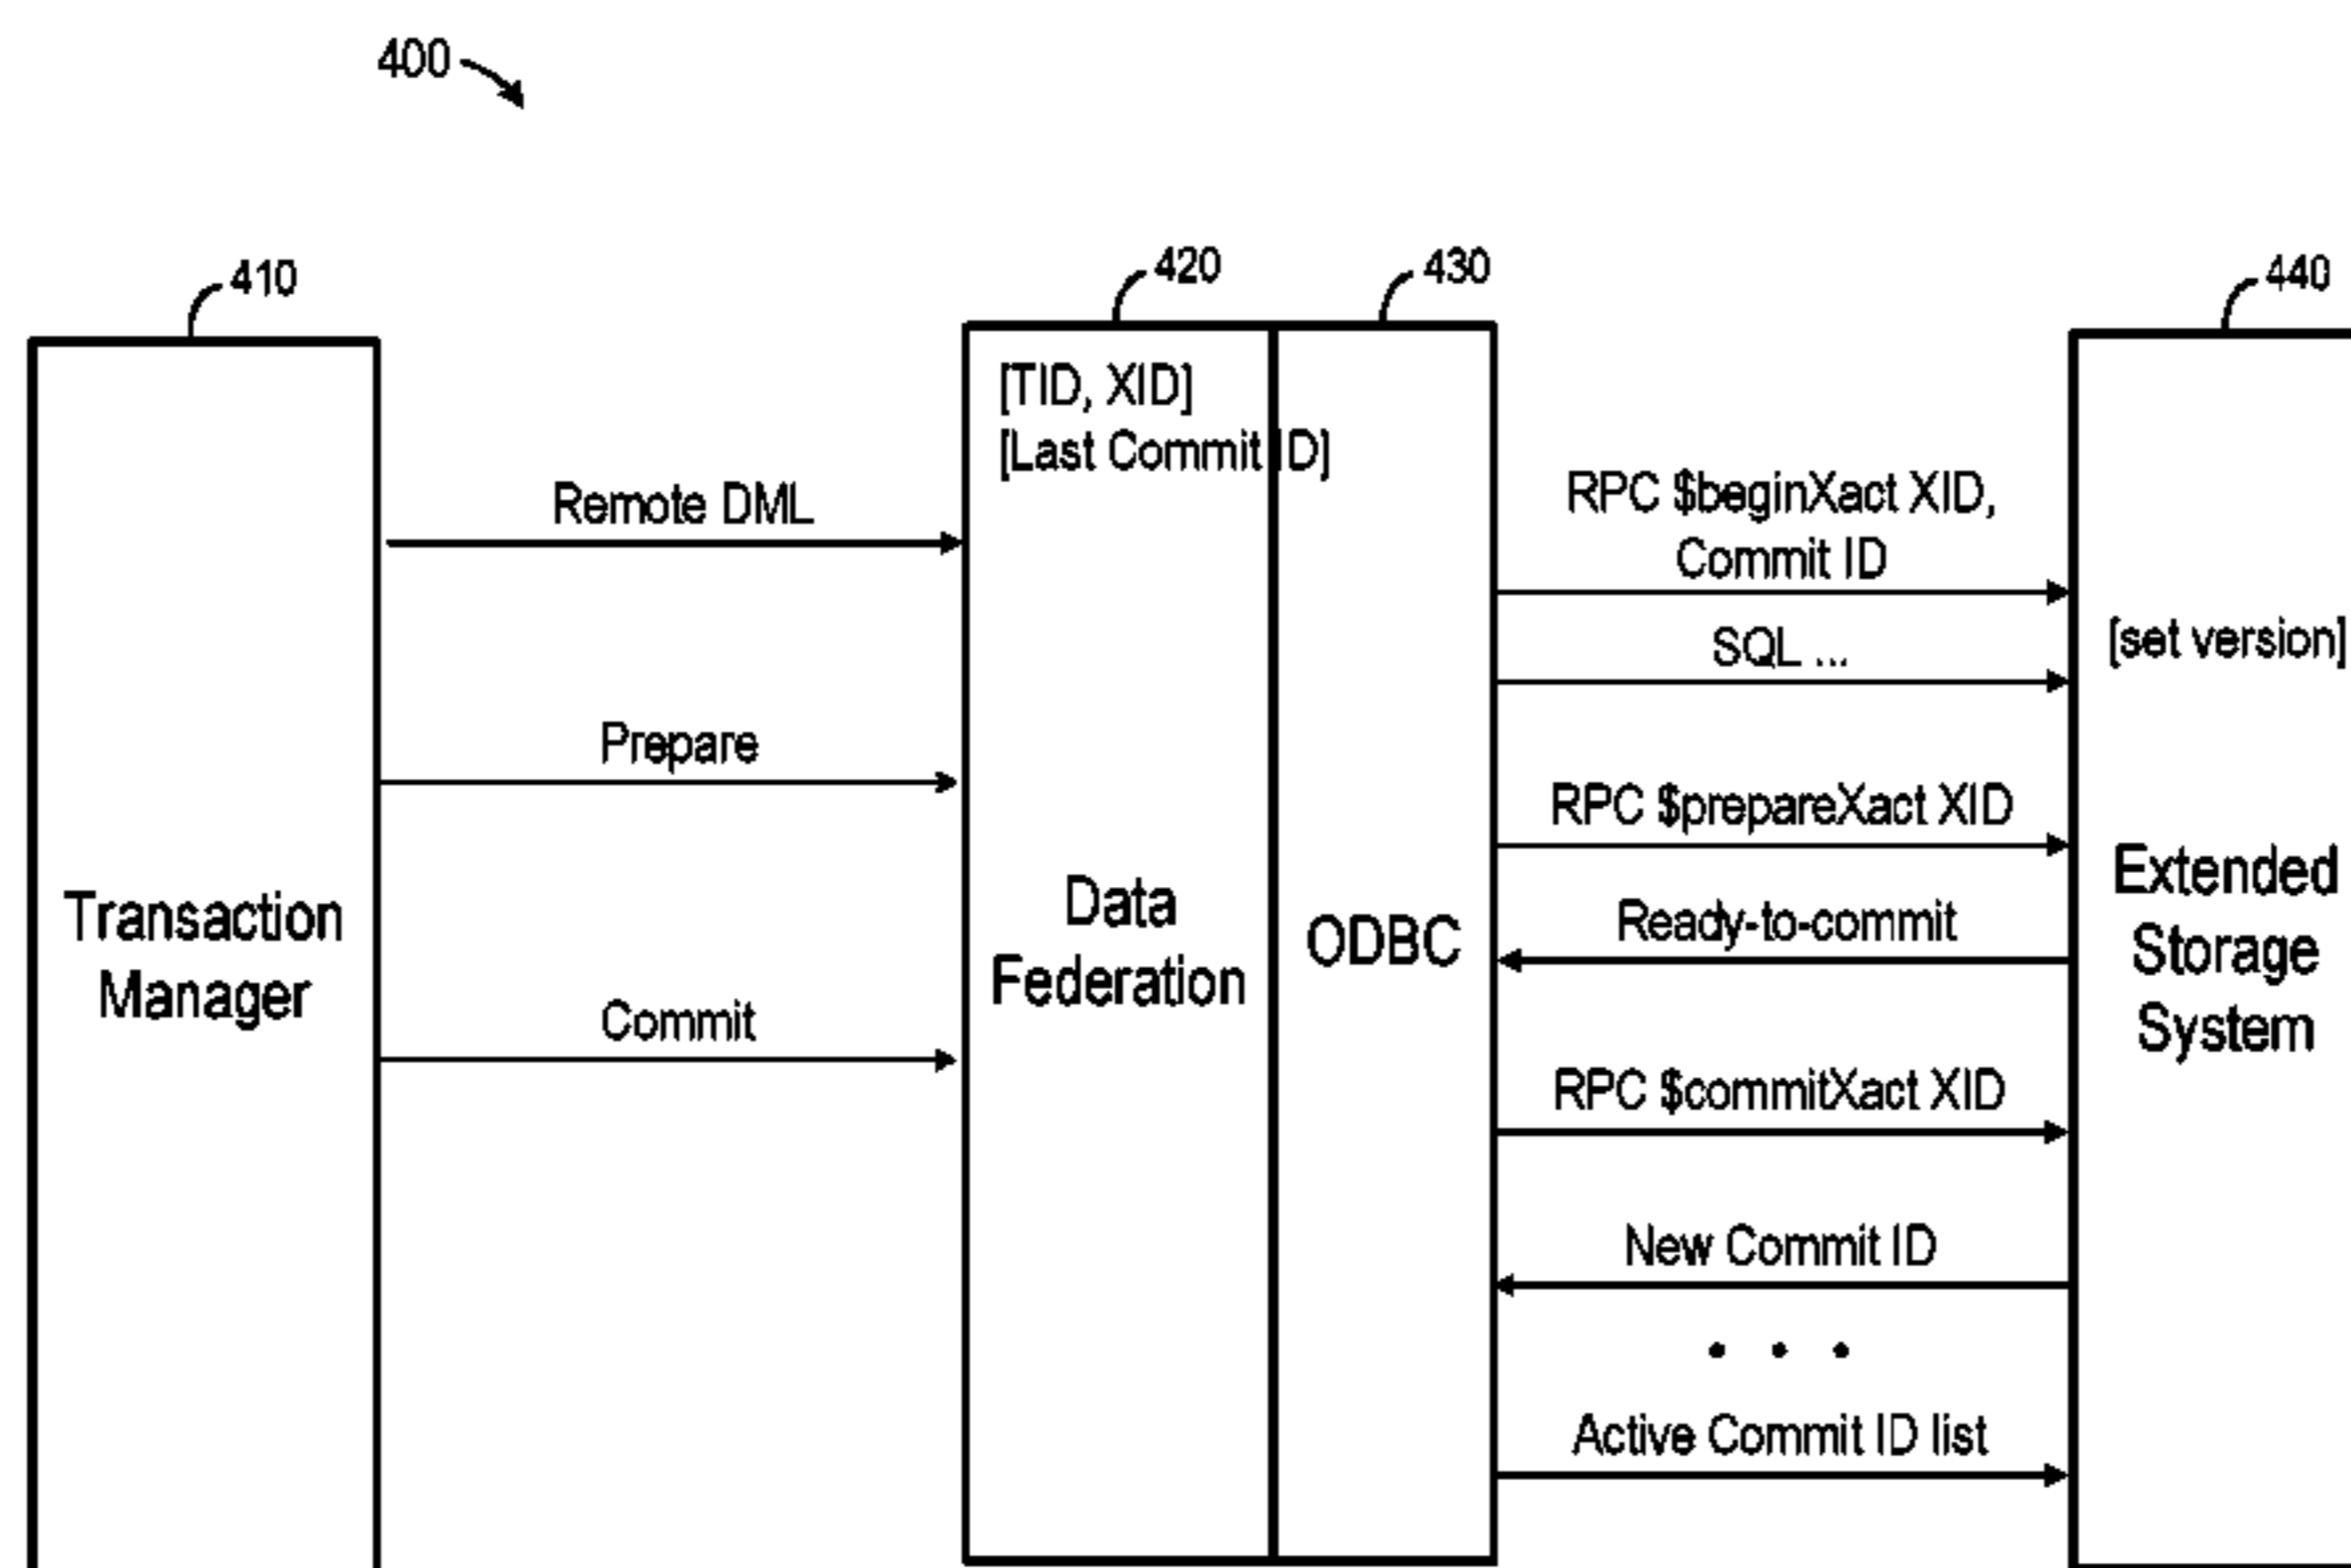 400
410
420
430
440
[TID, XID]
[Last Commit ID]
Remote DML
RPC $beginXact XID,
Commit ID
SQL ...
[set version]
Prepare
RPC $prepareXact XID
Ready-to-commit
Transaction
Manager
Data
Federation
ODBC
Extended
Storage
System
Commit
RPC $commitXact XID
New Commit ID
. . .
Active Commit ID list